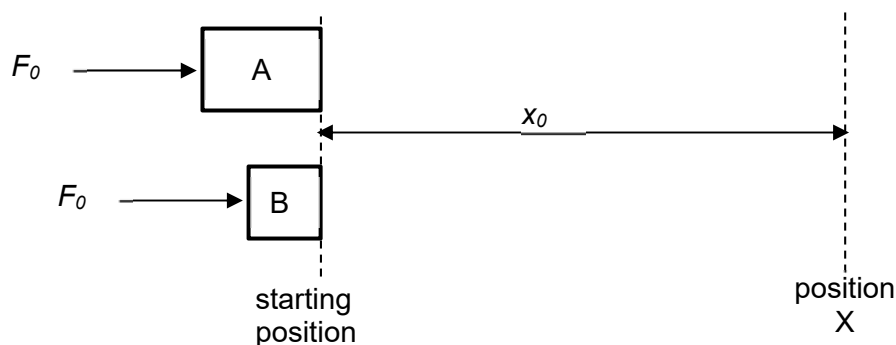 F₀
A
x₀
F₀
B
starting
position
position
X